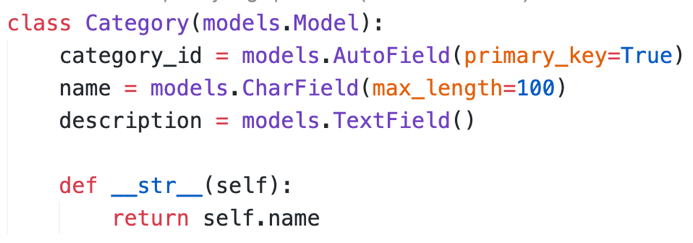 class Category(models.Model):
    category_id = models.AutoField(primary_key=True)
    name = models.CharField(max_length=100)
    description = models.TextField()

    def __str__(self):
        return self.name